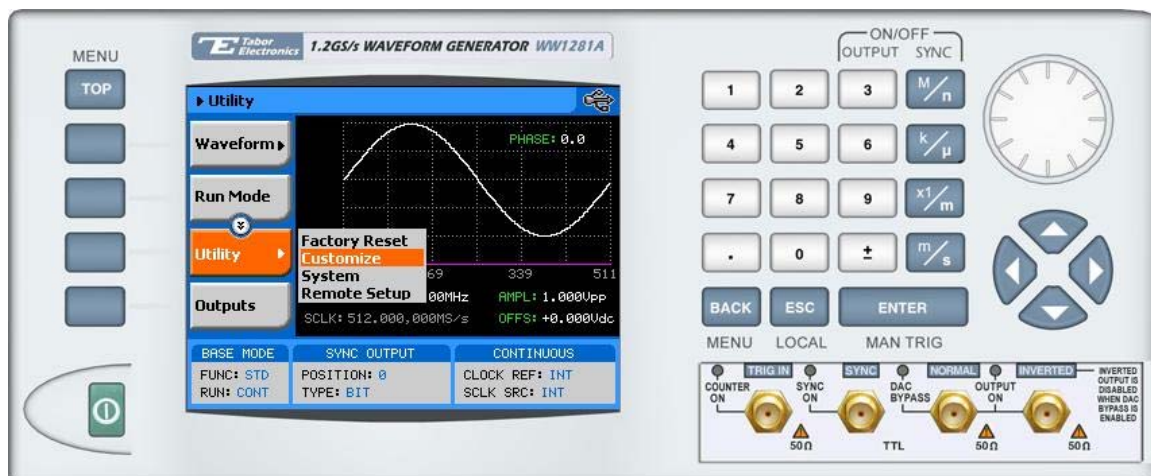 MENU
TOP
Tabor Electronics 1.2GS/s WAVEFORM GENERATOR WW1281A
Utility
Waveform
Run Mode
Utility
Outputs
PHASE: 0.0
Factory Reset
Customize
System
Remote Setup
69 339 511
00MHz AMPL: 1.000Vpp
SCLK: 512.000,000MS/s OFFS: +0.000Vdc
BASE MODE SYNC OUTPUT CONTINUOUS
FUNC: STD POSITION: 0 CLOCK REF: INT
RUN: CONT TYPE: BIT SCLK SRC: INT
ON/OFF
OUTPUT SYNC
1 2 3 M/n
4 5 6 k/µ
7 8 9 x1/m
. 0 ± m/s
BACK ESC ENTER
MENU LOCAL MAN TRIG
TRIG IN SYNC NORMAL INVERTED
COUNTER ON
SYNC ON
DAC BYPASS
OUTPUT ON
INVERTED OUTPUT IS DISABLED WHEN DAC BYPASS IS ENABLED
50Ω TTL 50Ω 50Ω